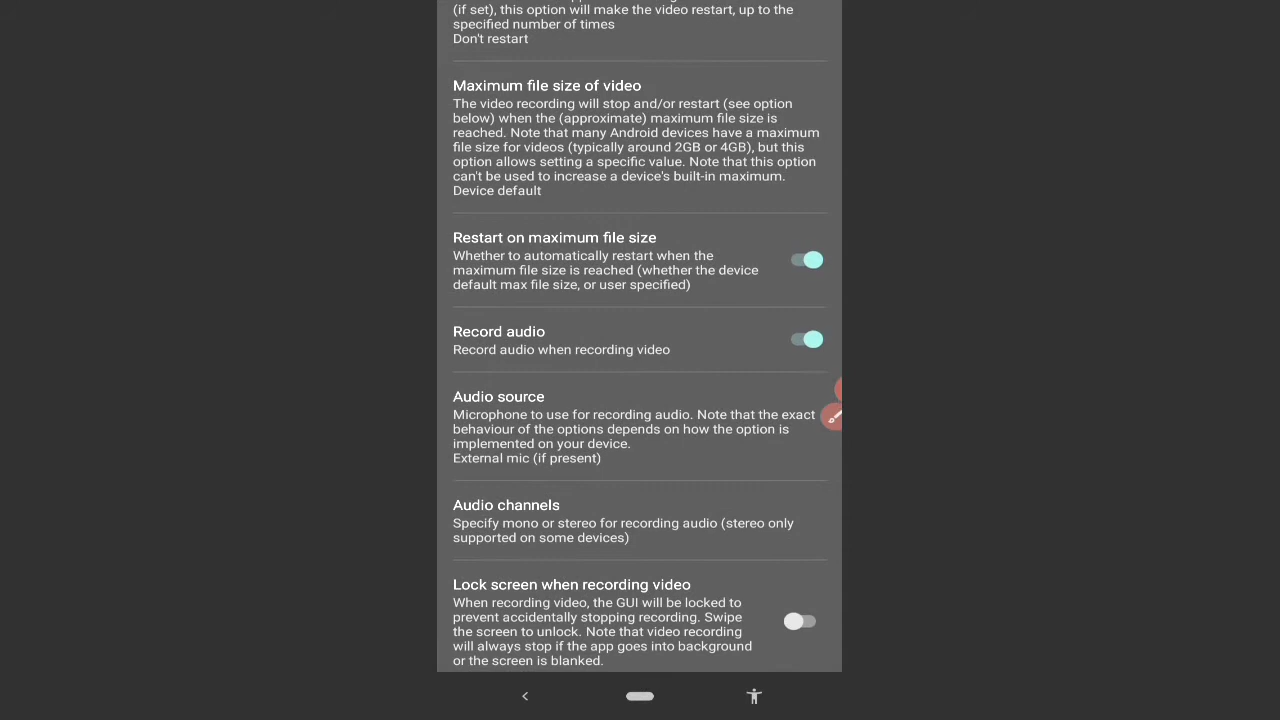 (if set), this option will make the video restart, up to the
specified number of times
Don't restart
Maximum file size of video
The video recording will stop and/or restart (see option
below) when the (approximate) maximum file size is
reached. Note that many Android devices have a maximum
file size for videos (typically around 2GB or 4GB), but this
option allows setting a specific value. Note that this option
can't be used to increase a device's built-in maximum.
Device default
Restart on maximum file size
Whether to automatically restart when the
maximum file size is reached (whether the device
default max file size, or user specified)
Record audio
Record audio when recording video
Audio source
Microphone to use for recording audio. Note that the exact
behaviour of the options depends on how the option is
implemented on your device.
External mic (if present)
Audio channels
Specify mono or stereo for recording audio (stereo only
supported on some devices)
Lock screen when recording video
When recording video, the GUI will be locked to
prevent accidentally stopping recording. Swipe
the screen to unlock. Note that video recording
will always stop if the app goes into background
or the screen is blanked.